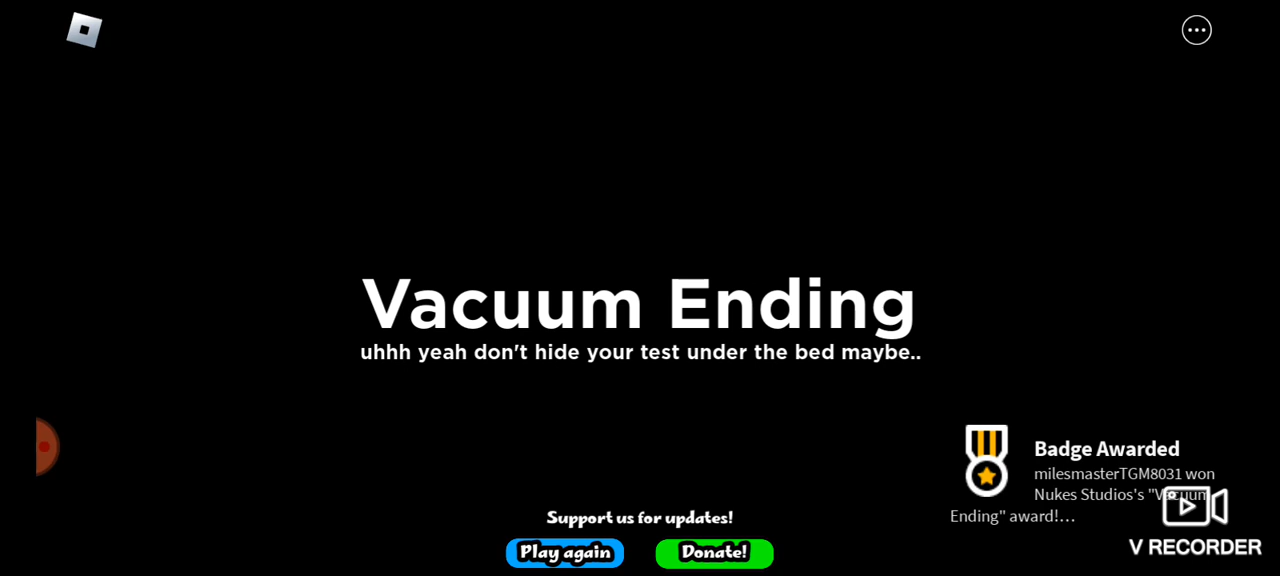 Vacuum Ending
uhhh yeah don't hide your test under the bed maybe..
Badge Awarded
milesmasterTGM8031 won
Nukes Studios's "Vacuum
Ending" award!...
Support us for updates!
Play again
Donate!
V RECORDER